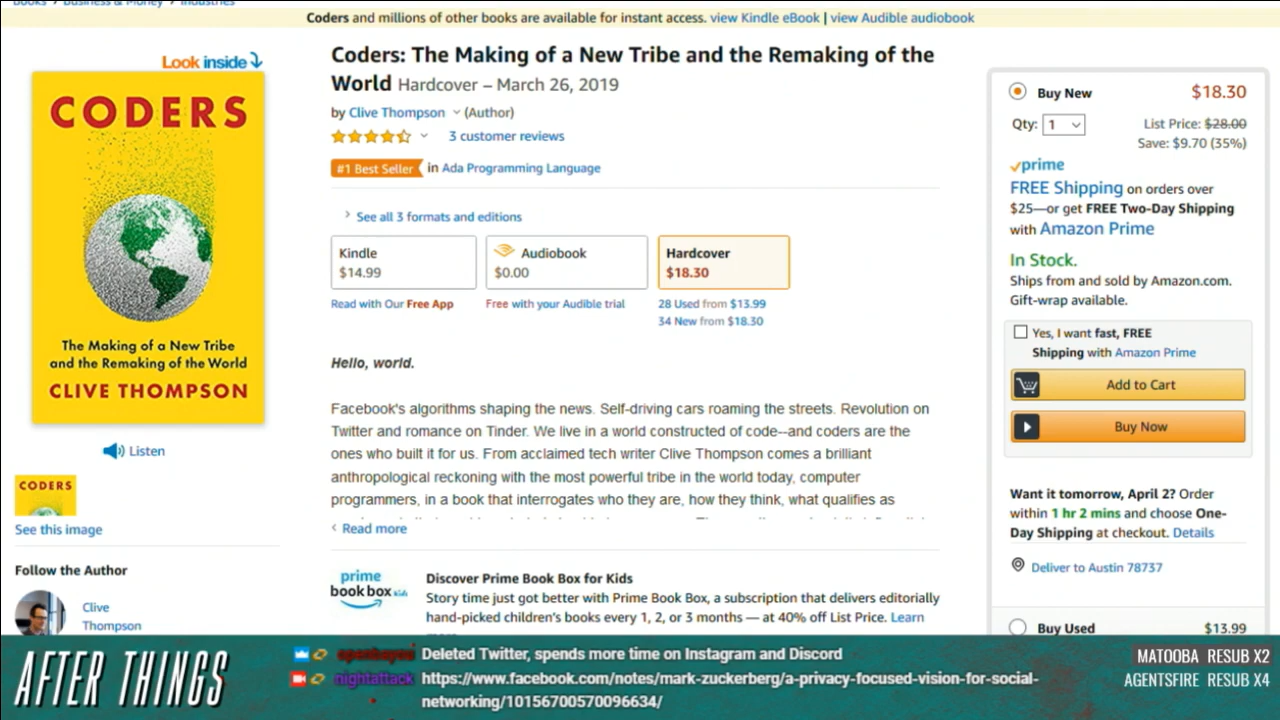 Books › Business & Money › Industries
Coders and millions of other books are available for instant access. view Kindle eBook | view Audible audiobook
Look inside
CODERS
The Making of a New Tribe
and the Remaking of the World
CLIVE THOMPSON
Listen
CODERS
See this image
Follow the Author
Clive
Thompson
Coders: The Making of a New Tribe and the Remaking of the
World Hardcover – March 26, 2019
by Clive Thompson (Author)
3 customer reviews
#1 Best Seller in Ada Programming Language
See all 3 formats and editions
Kindle
$14.99
Read with Our Free App
Audiobook
$0.00
Free with your Audible trial
Hardcover
$18.30
28 Used from $13.99
34 New from $18.30
Hello, world.
Facebook's algorithms shaping the news. Self-driving cars roaming the streets. Revolution on
Twitter and romance on Tinder. We live in a world constructed of code--and coders are the
ones who built it for us. From acclaimed tech writer Clive Thompson comes a brilliant
anthropological reckoning with the most powerful tribe in the world today, computer
programmers, in a book that interrogates who they are, how they think, what qualifies as
Read more
prime
book box kids
Discover Prime Book Box for Kids
Story time just got better with Prime Book Box, a subscription that delivers editorially
hand-picked children's books every 1, 2, or 3 months — at 40% off List Price. Learn
Buy New
$18.30
Qty: 1
List Price: $28.00
Save: $9.70 (35%)
prime
FREE Shipping on orders over
$25—or get FREE Two-Day Shipping
with Amazon Prime
In Stock.
Ships from and sold by Amazon.com.
Gift-wrap available.
Yes, I want fast, FREE
Shipping with Amazon Prime
Add to Cart
Buy Now
Want it tomorrow, April 2? Order
within 1 hr 2 mins and choose One-
Day Shipping at checkout. Details
Deliver to Austin 78737
Buy Used
$13.99
AFTER THINGS
Deleted Twitter, spends more time on Instagram and Discord
nightattack https://www.facebook.com/notes/mark-zuckerberg/a-privacy-focused-vision-for-social-
networking/10156700570096634/
MATOOBA RESUB X2
AGENTSFIRE RESUB X4